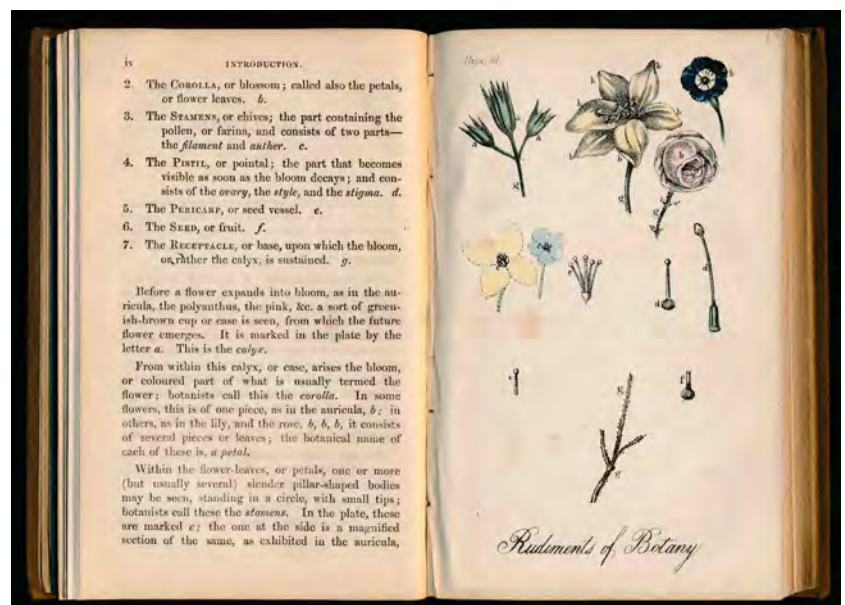 iv INTRODUCTION.
2. The COROLLA, or blossom; called also the petals,
or flower leaves. b.
3. The STAMENS, or chives; the part containing the
pollen, or farina, and consists of two parts—
the filament and anther. c.
4. The PISTIL, or pointal; the part that becomes
visible as soon as the bloom decays; and con-
sists of the ovary, the style, and the stigma. d.
5. The PERICARP, or seed vessel. e.
6. The SEED, or fruit. f.
7. The RECEPTACLE, or base, upon which the bloom,
or rather the calyx, is sustained. g.
Before a flower expands into bloom, as in the au-
ricula, the polyanthus, the pink, &c. a sort of green-
ish-brown cup or case is seen, from which the future
flower emerges. It is marked in the plate by the
letter a. This is the calyx.
From within this calyx, or case, arises the bloom,
or coloured part of what is usually termed the
flower; botanists call this the corolla. In some
flowers, this is of one piece, as in the auricula, b; in
others, as in the lily, and the rose, b, b, b, it consists
of several pieces or leaves; the botanical name of
each of these is, a petal.
Within the flower-leaves, or petals, one or more
(but usually several) slender pillar-shaped bodies
may be seen, standing in a circle, with small tips;
botanists call these the stamens. In the plate, these
are marked c; the one at the side is a magnified
section of the same, as exhibited in the auricula,
Page iii.
a
a
g
b
b
b
b
b
g
b
b
g
d
d
f
g
g
Rudiments of Botany